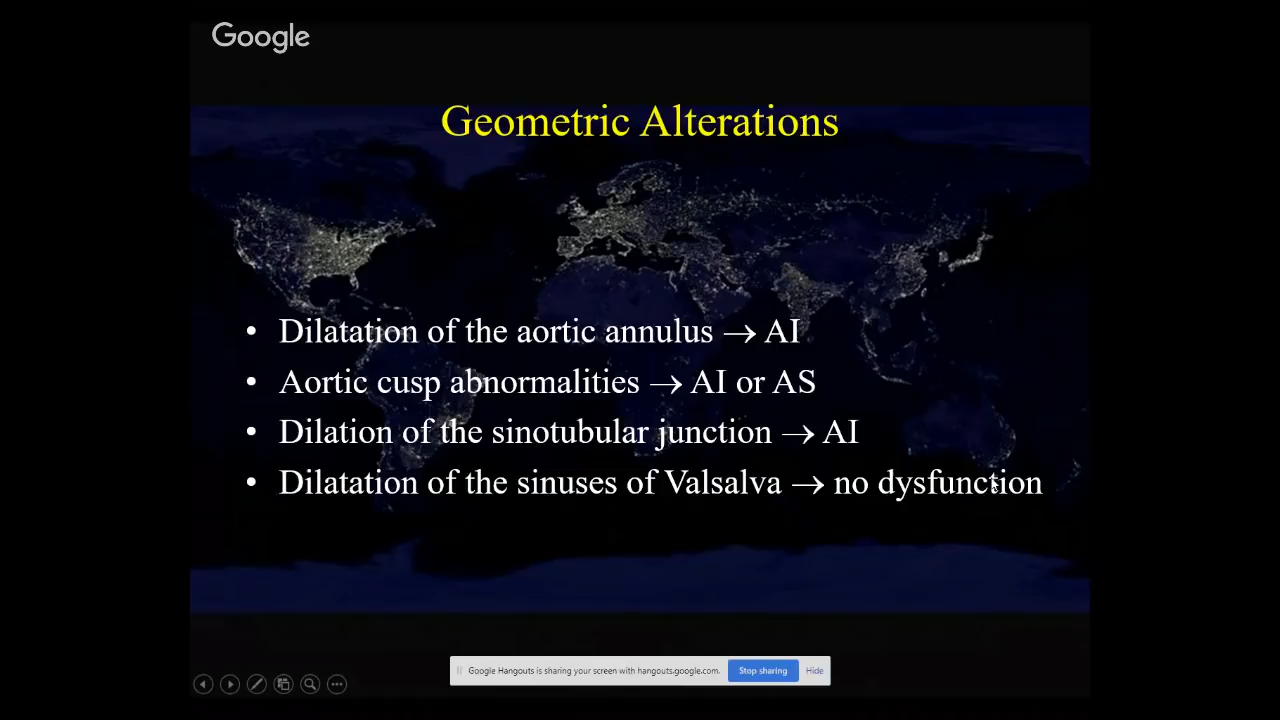 Google
Geometric Alterations
• Dilatation of the aortic annulus → AI
• Aortic cusp abnormalities → AI or AS
• Dilation of the sinotubular junction → AI
• Dilatation of the sinuses of Valsalva → no dysfunction
Google Hangouts is sharing your screen with hangouts.google.com. Stop sharing Hide